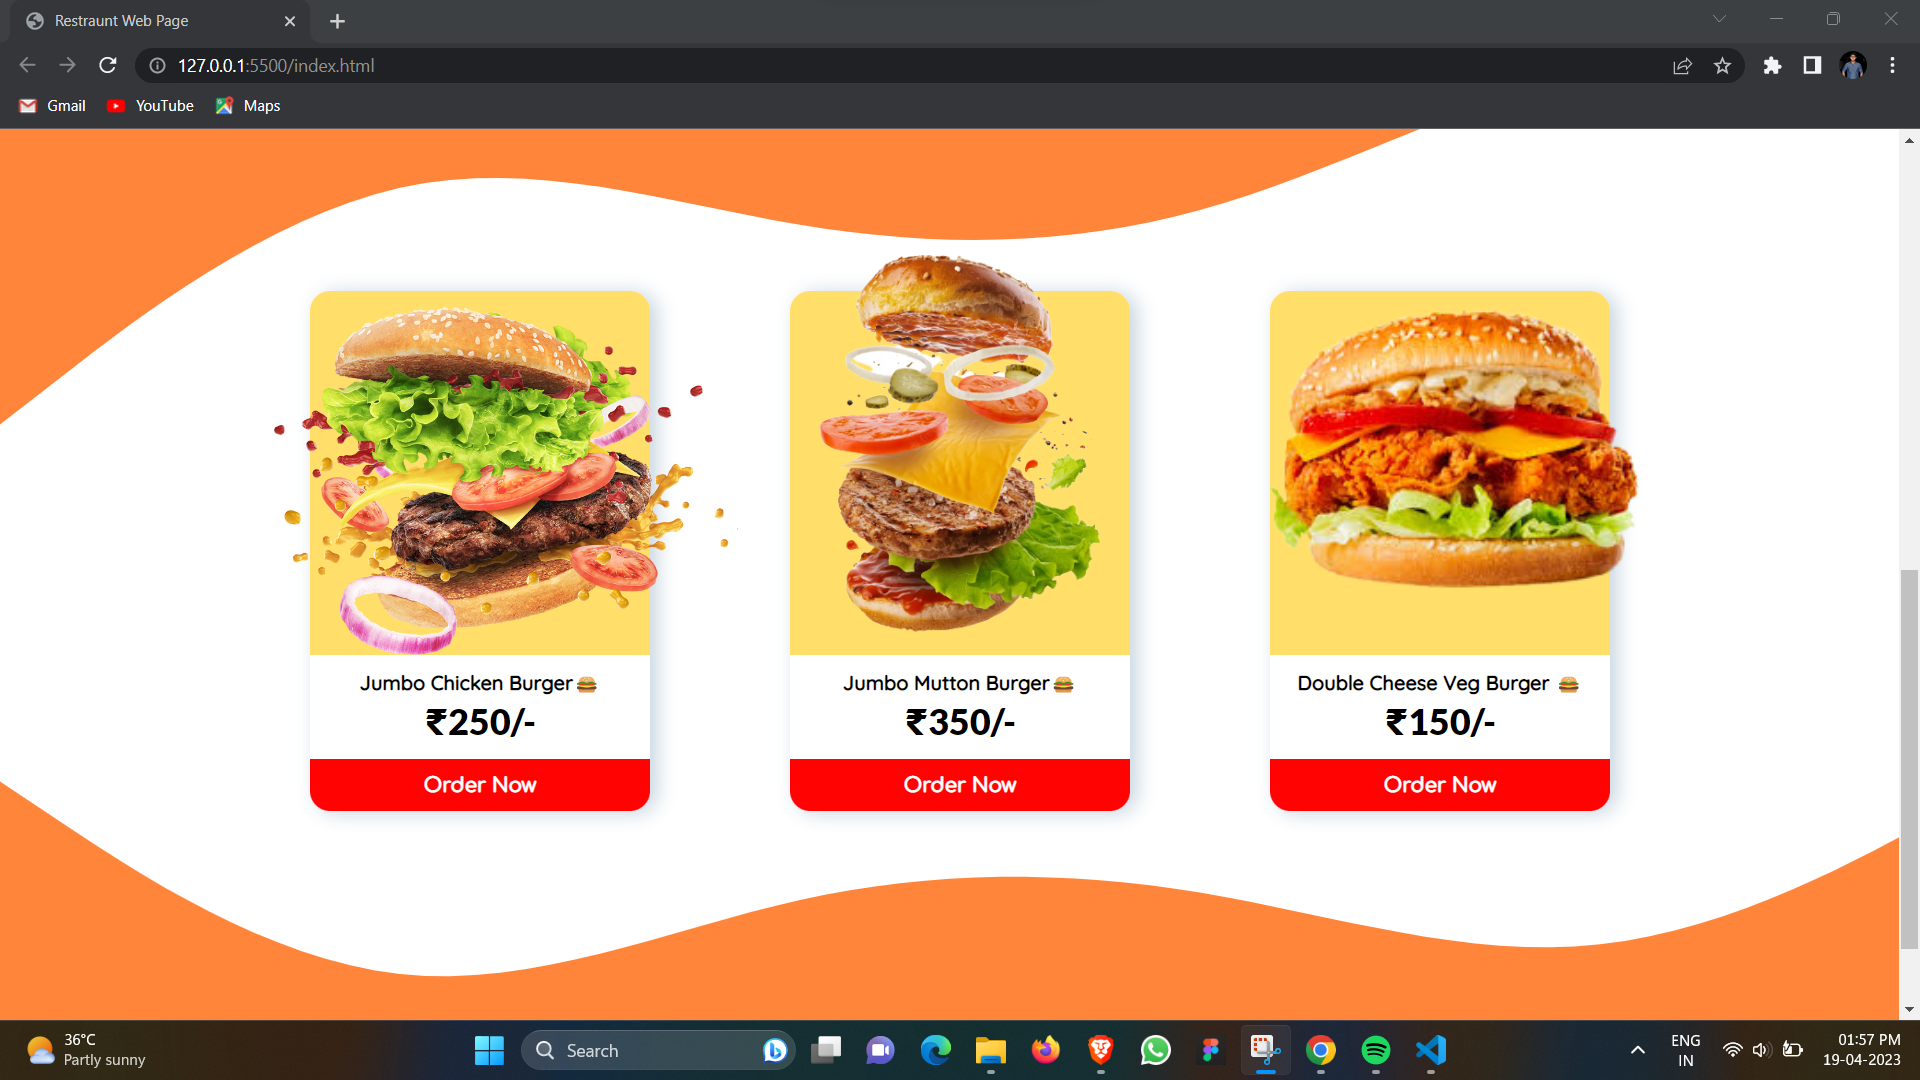 Restraunt Web Page
127.0.0.1:5500/index.html
Gmail YouTube Maps
Jumbo Chicken Burger🍔
₹250/-
Order Now
Jumbo Mutton Burger🍔
₹350/-
Order Now
Double Cheese Veg Burger 🍔
₹150/-
Order Now
36°C
Partly sunny
Search
ENG
IN
01:57 PM
19-04-2023